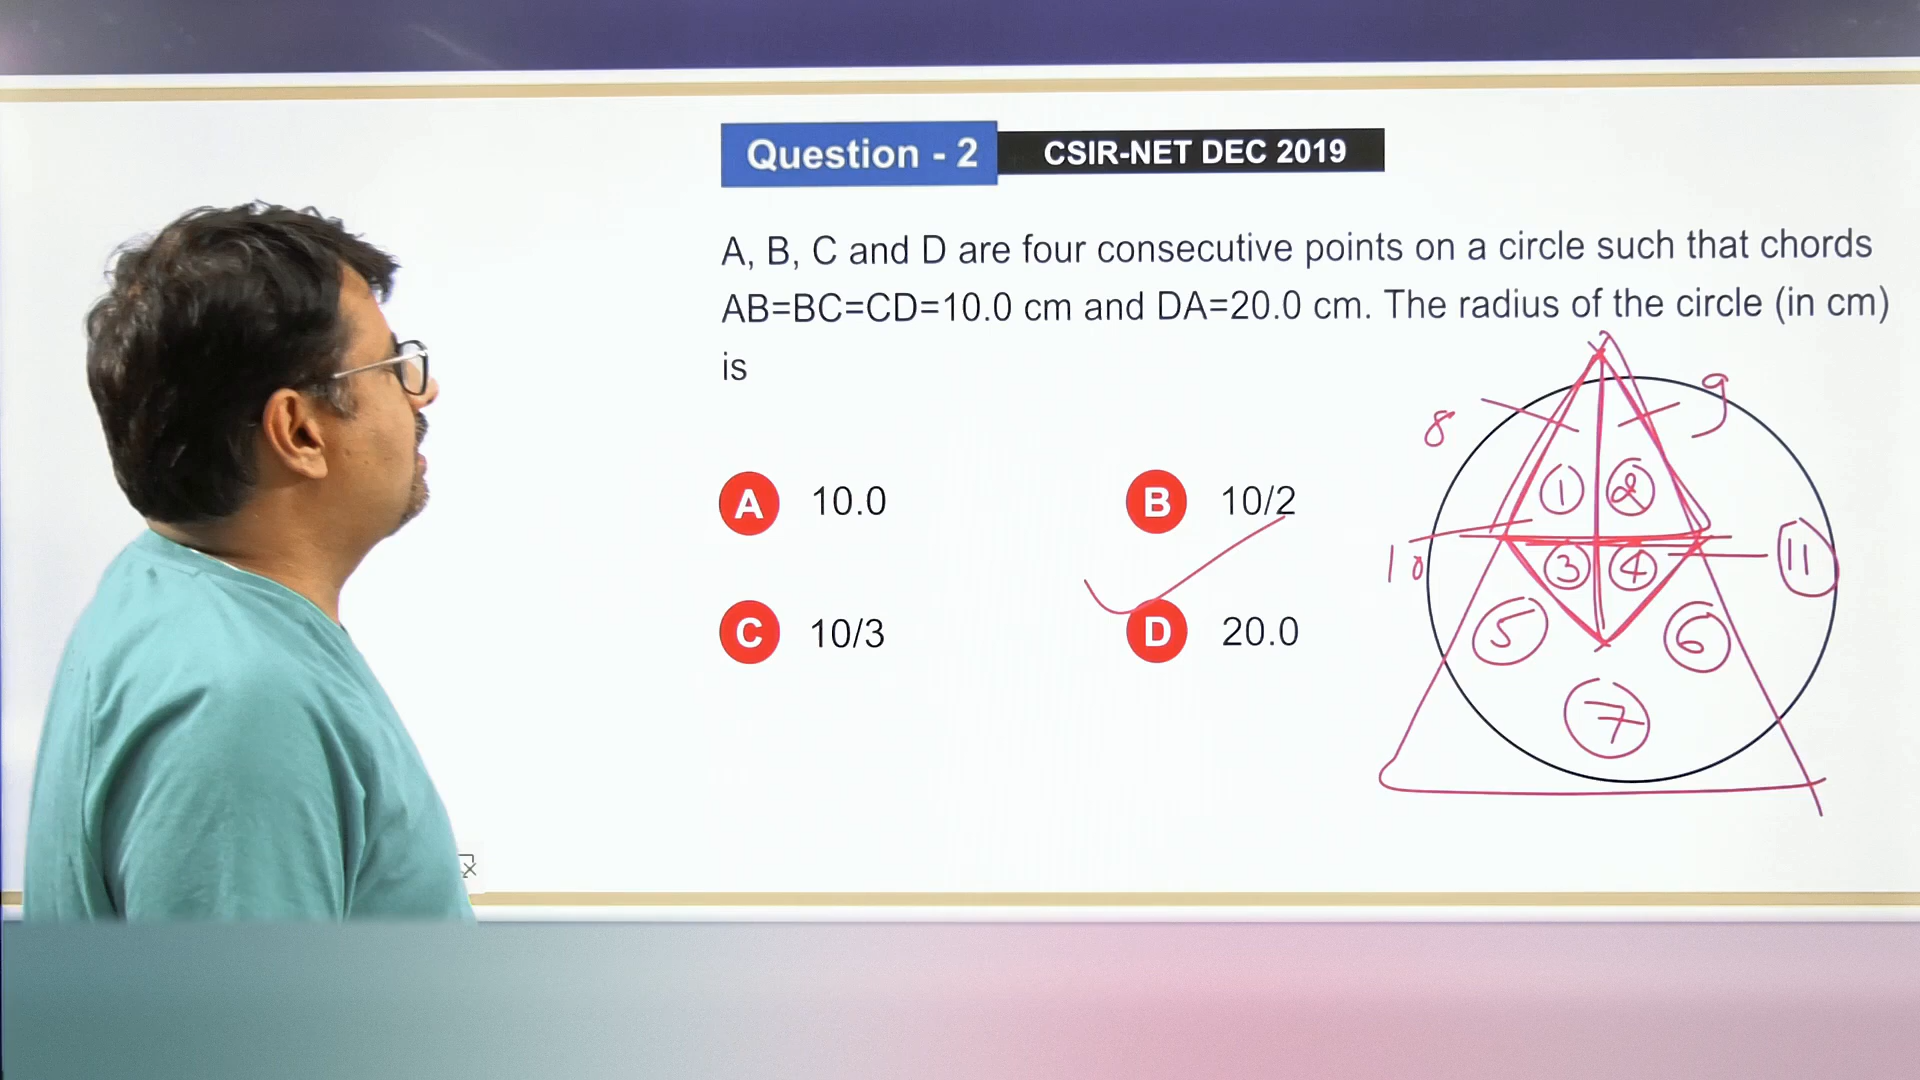 Question - 2
CSIR-NET DEC 2019
A, B, C and D are four consecutive points on a circle such that chords
AB=BC=CD=10.0 cm and DA=20.0 cm. The radius of the circle (in cm)
is
A 10.0
B 10/2
C 10/3
D 20.0
8
9
1 2
10
3 4
11
5 6
7